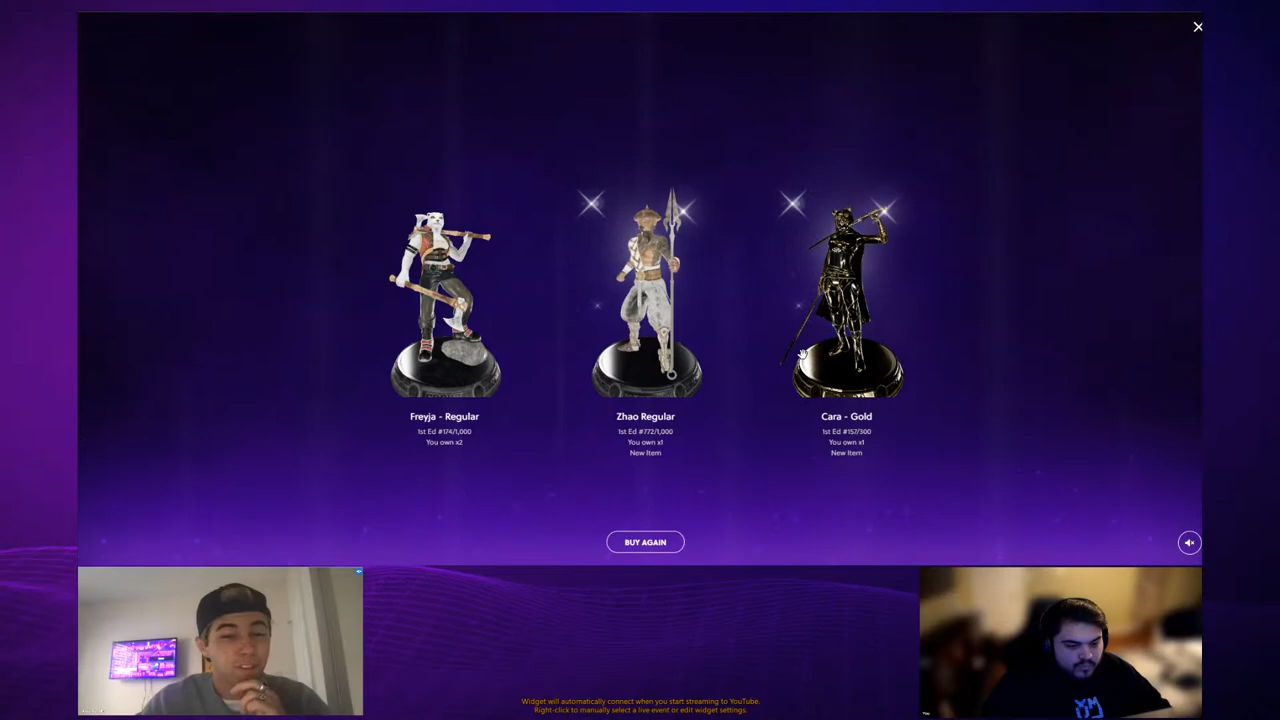 Freyja - Regular
1st Ed #174/1,000
You own x2
Zhao Regular
1st Ed #772/1,000
You own x1
New Item
Cara - Gold
1st Ed #157/300
You own x1
New Item
BUY AGAIN
Widget will automatically connect when you start streaming to YouTube.
Right-click to manually select a live event or edit widget settings.